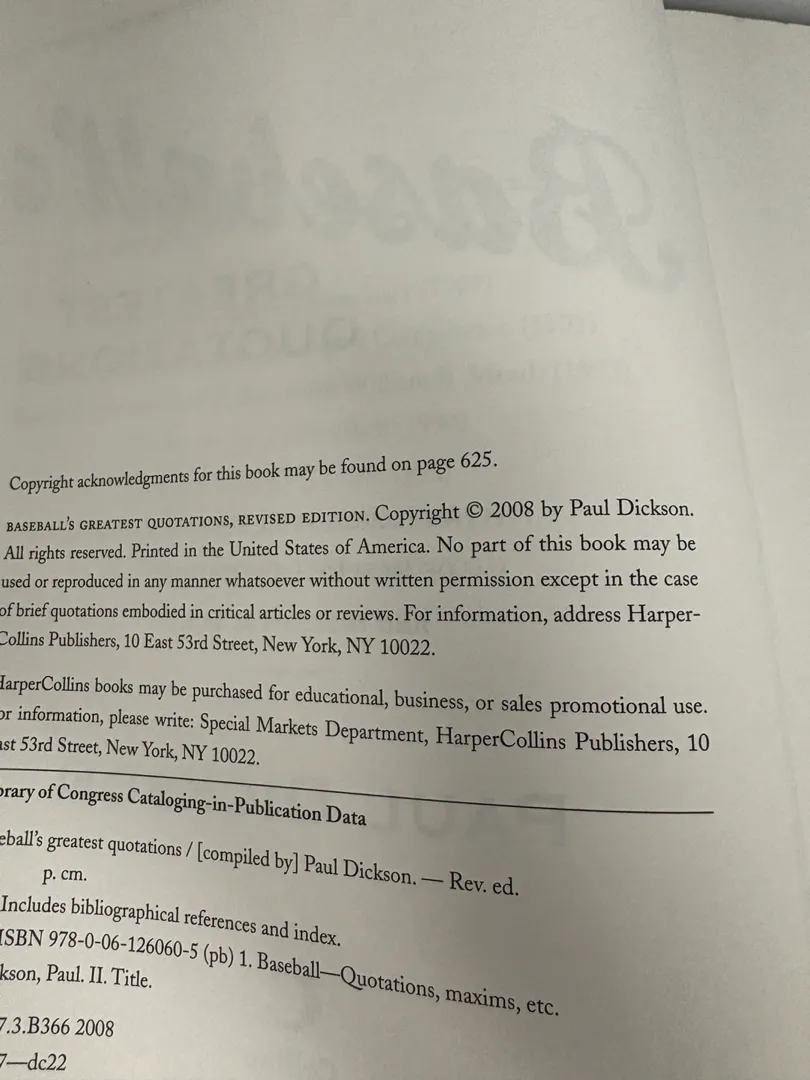 Copyright acknowledgments for this book may be found on page 625.
BASEBALL'S GREATEST QUOTATIONS, REVISED EDITION. Copyright © 2008 by Paul Dickson.
All rights reserved. Printed in the United States of America. No part of this book may be
used or reproduced in any manner whatsoever without written permission except in the case
of brief quotations embodied in critical articles or reviews. For information, address Harper-
Collins Publishers, 10 East 53rd Street, New York, NY 10022.
HarperCollins books may be purchased for educational, business, or sales promotional use.
or information, please write: Special Markets Department, HarperCollins Publishers, 10
ast 53rd Street, New York, NY 10022.
brary of Congress Cataloging-in-Publication Data
eball's greatest quotations / [compiled by] Paul Dickson. — Rev. ed.
p. cm.
Includes bibliographical references and index.
ISBN 978-0-06-126060-5 (pb) 1. Baseball—Quotations, maxims, etc.
kson, Paul. II. Title.
7.3.B366 2008
7—dc22